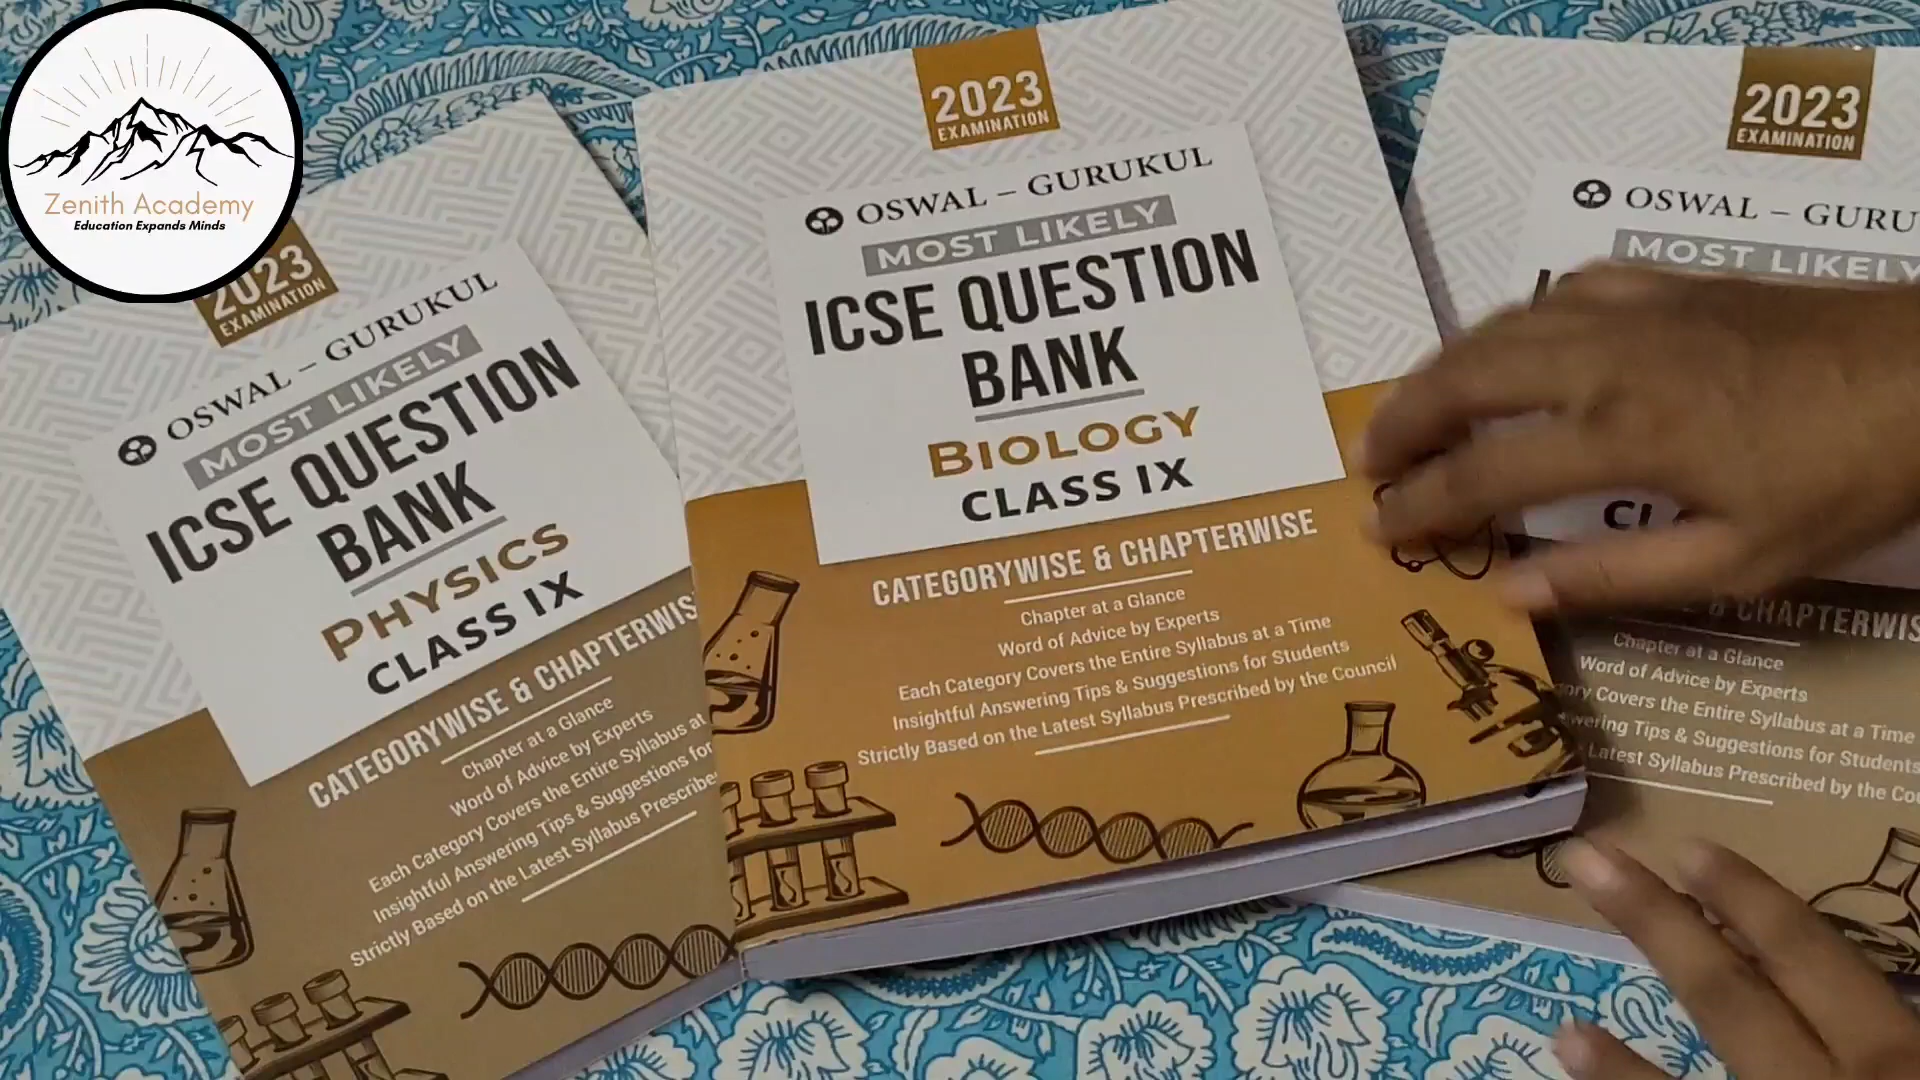 Zenith Academy
Education Expands Minds
2023
EXAMINATION
OSWAL – GURUKUL
MOST LIKELY
ICSE QUESTION
BANK
PHYSICS
CLASS IX
CATEGORYWISE & CHAPTERWIS
Chapter at a Glance
Word of Advice by Experts
Each Category Covers the Entire Syllabus at
Insightful Answering Tips & Suggestions for
Strictly Based on the Latest Syllabus Prescribe
2023
EXAMINATION
OSWAL – GURUKUL
MOST LIKELY
ICSE QUESTION
BANK
BIOLOGY
CLASS IX
CATEGORYWISE & CHAPTERWISE
Chapter at a Glance
Word of Advice by Experts
Each Category Covers the Entire Syllabus at a Time
Insightful Answering Tips & Suggestions for Students
Strictly Based on the Latest Syllabus Prescribed by the Council
2023
EXAMINATION
OSWAL – GURU
MOST LIKELY
& CHAPTERWIS
Chapter at a Glance
Word of Advice by Experts
Covers the Entire Syllabus at a Time
Tips & Suggestions for Students
Latest Syllabus Prescribed by the Cou